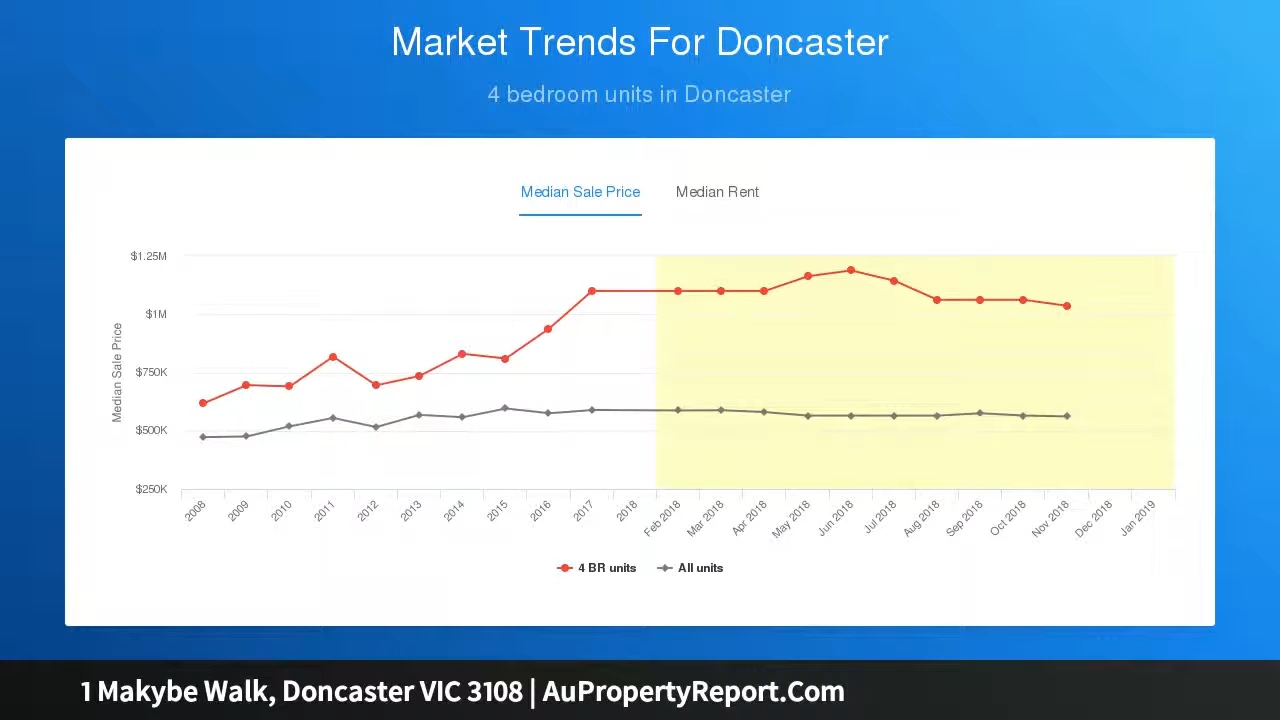 Market Trends For Doncaster
4 bedroom units in Doncaster
Median Sale Price
Median Rent
Median Sale Price
$1.25M
$1M
$750K
$500K
$250K
2008
2009
2010
2011
2012
2013
2014
2015
2016
2017
2018
Feb 2018
Mar 2018
Apr 2018
May 2018
Jun 2018
Jul 2018
Aug 2018
Sep 2018
Oct 2018
Nov 2018
Dec 2018
Jan 2019
4 BR units
All units
1 Makybe Walk, Doncaster VIC 3108 | AuPropertyReport.Com